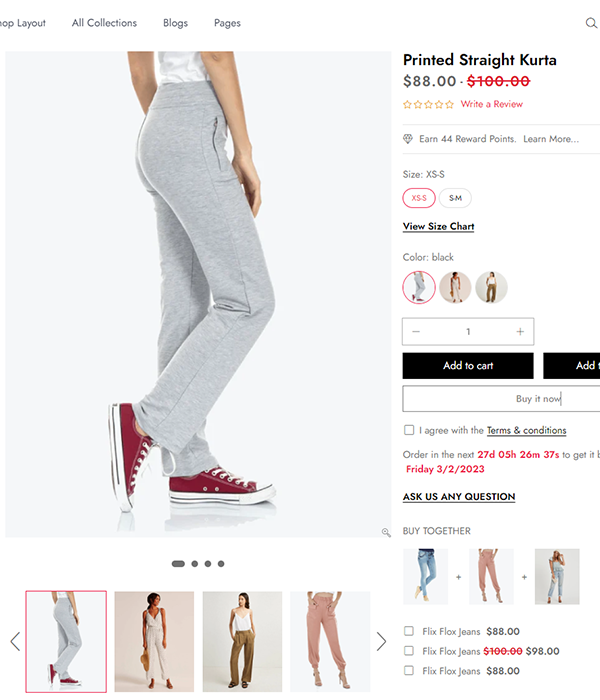 hop Layout All Collections Blogs Pages
Printed Straight Kurta
$88.00 - $100.00
Write a Review
Earn 44 Reward Points. Learn More...
Size: XS-S
XS-S S-M
View Size Chart
Color: black
− 1 +
Add to cart Add t
Buy it now
I agree with the Terms & conditions
Order in the next 27d 05h 26m 37s to get it b
Friday 3/2/2023
ASK US ANY QUESTION
BUY TOGETHER
+ +
Flix Flox Jeans $88.00
Flix Flox Jeans $100.00 $98.00
Flix Flox Jeans $88.00